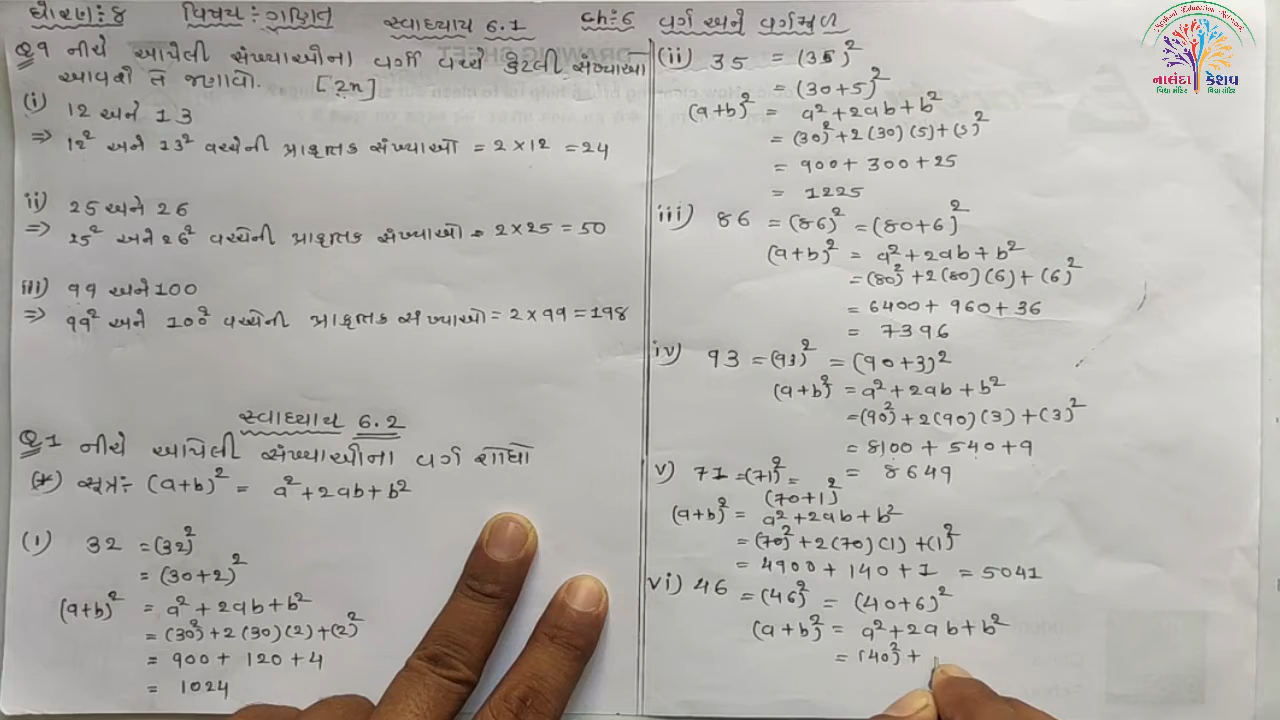 ધોરણ: ૪ વિષય: ગણિત સ્વાધ્યાય 6.1 ch: 6 વર્ગ અને વર્ગમૂળ
Q1 નીચે આપેલી સંખ્યાઓના વર્ગો વચ્ચે કેટલી સંખ્યાઓ
આવશે તે જણાવો. [2n]
(i) 12 અને 13
⇒ 12² અને 13² વચ્ચેની પ્રાકૃતિક સંખ્યાઓ = 2 × 12 = 24
ii) 25 અને 26
⇒ 25² અને 26² વચ્ચેની પ્રાકૃતિક સંખ્યાઓ = 2 × 25 = 50
iii) 99 અને 100
⇒ 99² અને 100² વચ્ચેની પ્રાકૃતિક સંખ્યાઓ = 2 × 99 = 198
સ્વાધ્યાય 6.2
Q1 નીચે આપેલી સંખ્યાઓના વર્ગ શોધો
(*) સૂત્ર:- (a+b)² = a² + 2ab + b²
(i) 32 = (32)²
= (30+2)²
(a+b)² = a² + 2ab + b²
= (30)² + 2(30)(2) + (2)²
= 900 + 120 + 4
= 1024
(ii) 35 = (35)²
= (30+5)²
(a+b)² = a² + 2ab + b²
= (30)² + 2(30)(5) + (5)²
= 900 + 300 + 25
= 1225
iii) 86 = (86)² = (80+6)²
(a+b)² = a² + 2ab + b²
= (80)² + 2(80)(6) + (6)²
= 6400 + 960 + 36
= 7396
iv) 93 = (93)² = (90+3)²
(a+b)² = a² + 2ab + b²
= (90)² + 2(90)(3) + (3)²
= 8100 + 540 + 9
= 8649
v) 71 = (71)² = (70+1)²
(a+b)² = a² + 2ab + b²
= (70)² + 2(70)(1) + (1)²
= 4900 + 140 + 1 = 5041
vi) 46 = (46)² = (40+6)²
(a+b)² = a² + 2ab + b²
= (40)² +
નાલંદા કેશવ
વિદ્યા મંદિર વિદ્યા મંદિર